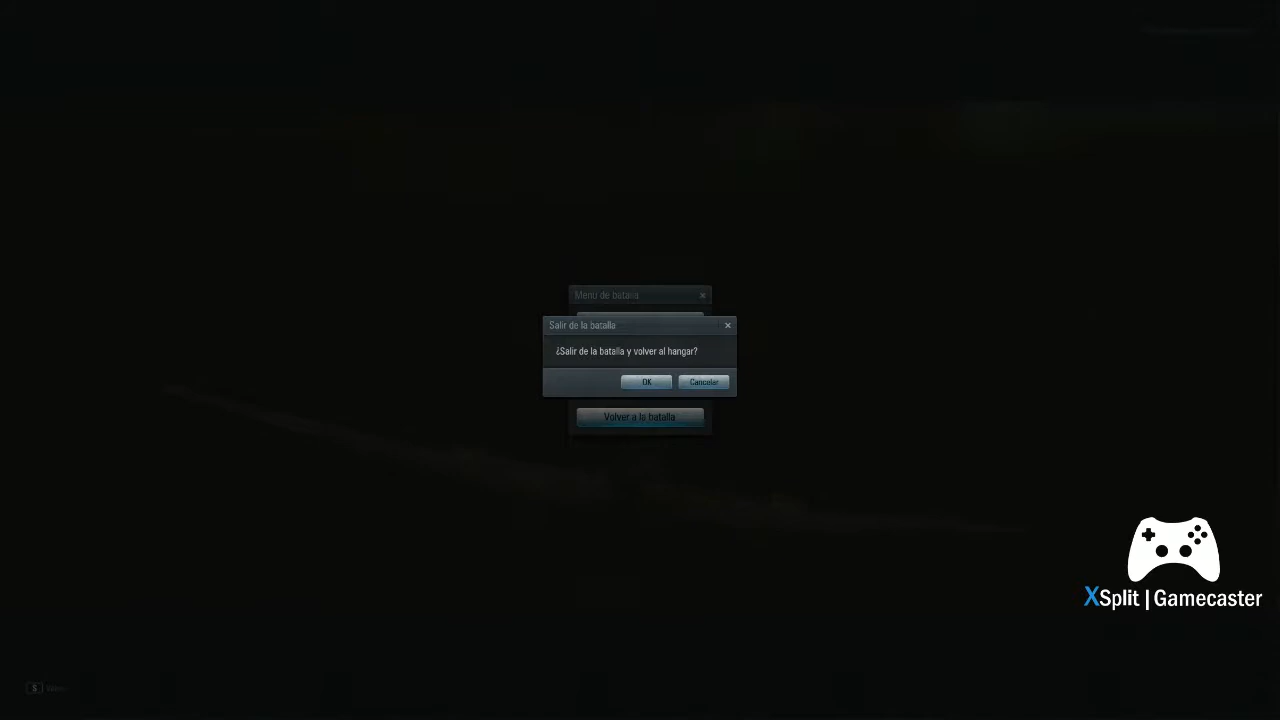 Menú de batalla
Salir de la batalla
¿Salir de la batalla y volver al hangar?
OK
Cancelar
Volver a la batalla
XSplit | Gamecaster
S